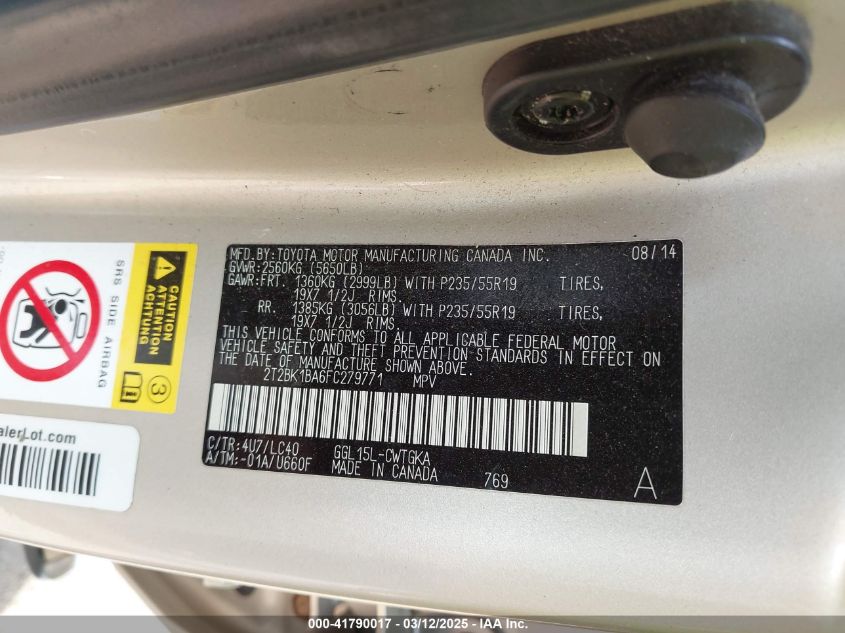 MFD.BY:TOYOTA MOTOR MANUFACTURING CANADA INC. 08/14
GVWR:2560KG (5650LB)
GAWR:FRT. 1360KG (2999LB) WITH P235/55R19 TIRES,
19X7 1/2J RIMS.
RR. 1385KG (3056LB) WITH P235/55R19 TIRES,
19X7 1/2J RIMS.
THIS VEHICLE CONFORMS TO ALL APPLICABLE FEDERAL MOTOR
VEHICLE SAFETY AND THEFT PREVENTION STANDARDS IN EFFECT ON
THE DATE OF MANUFACTURE SHOWN ABOVE.
2T2BK1BA6FC279771 MPV
C/TR:4U7/LC40 GGL15L-CWTGKA
A/TM:-01A/U660F MADE IN CANADA 769 A
CAUTION
ATTENTION
ACHTUNG
3
SRS SIDE AIRBAG
alerLot.com
000-41790017 — 03/12/2025 — IAA Inc.